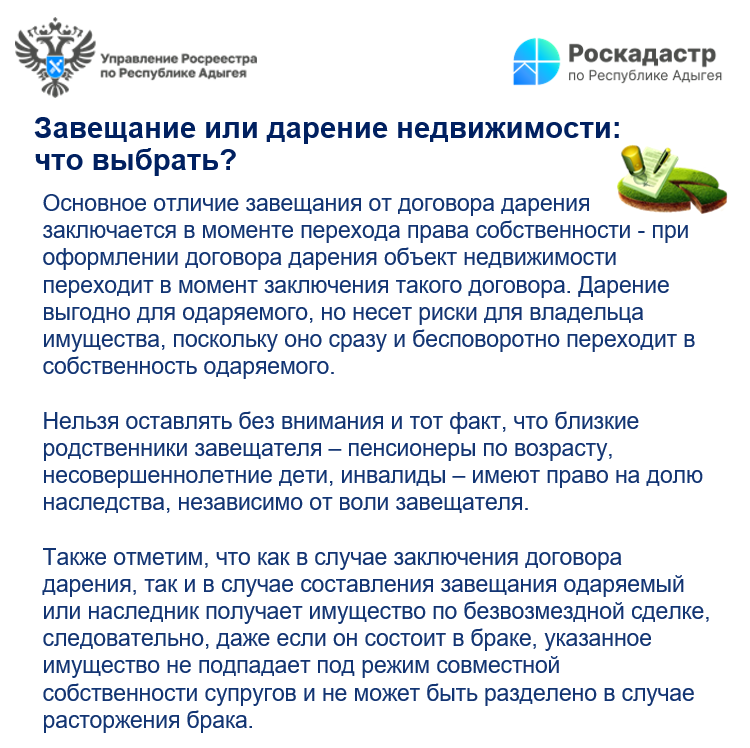 Управление Росреестра
по Республике Адыгея
Роскадастр
по Республике Адыгея
Завещание или дарение недвижимости:
что выбрать?
Основное отличие завещания от договора дарения
заключается в моменте перехода права собственности - при
оформлении договора дарения объект недвижимости
переходит в момент заключения такого договора. Дарение
выгодно для одаряемого, но несет риски для владельца
имущества, поскольку оно сразу и бесповоротно переходит в
собственность одаряемого.
Нельзя оставлять без внимания и тот факт, что близкие
родственники завещателя – пенсионеры по возрасту,
несовершеннолетние дети, инвалиды – имеют право на долю
наследства, независимо от воли завещателя.
Также отметим, что как в случае заключения договора
дарения, так и в случае составления завещания одаряемый
или наследник получает имущество по безвозмездной сделке,
следовательно, даже если он состоит в браке, указанное
имущество не подпадает под режим совместной
собственности супругов и не может быть разделено в случае
расторжения брака.